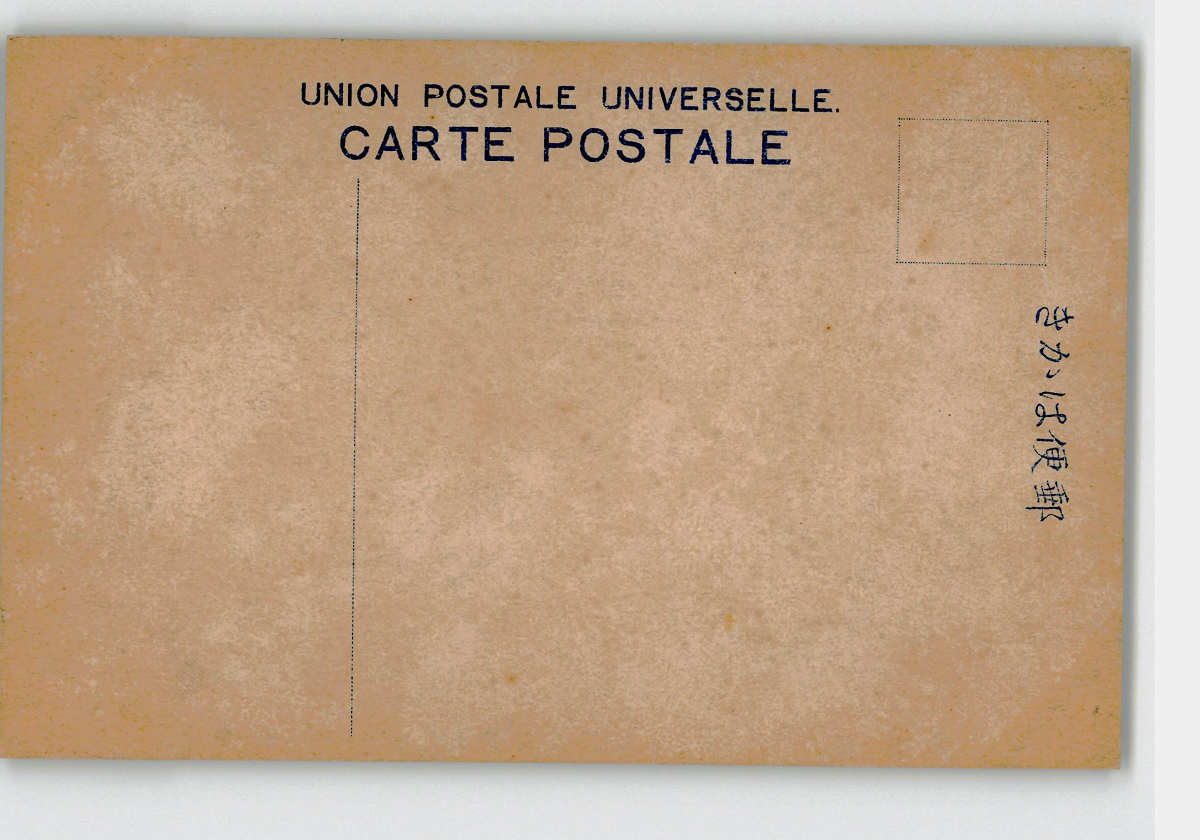 UNION POSTALE UNIVERSELLE.
CARTE POSTALE
郵便はかき